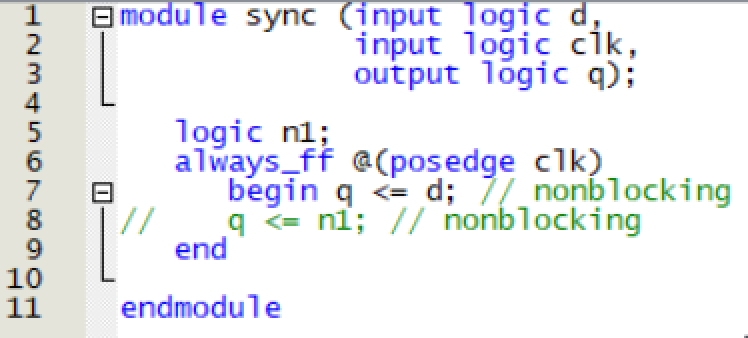 1 module sync (input logic d,
2 input logic clk,
3 output logic q);
4
5 logic n1;
6 always_ff @(posedge clk)
7 begin q <= d; // nonblocking
8 // q <= n1; // nonblocking
9 end
10
11 endmodule